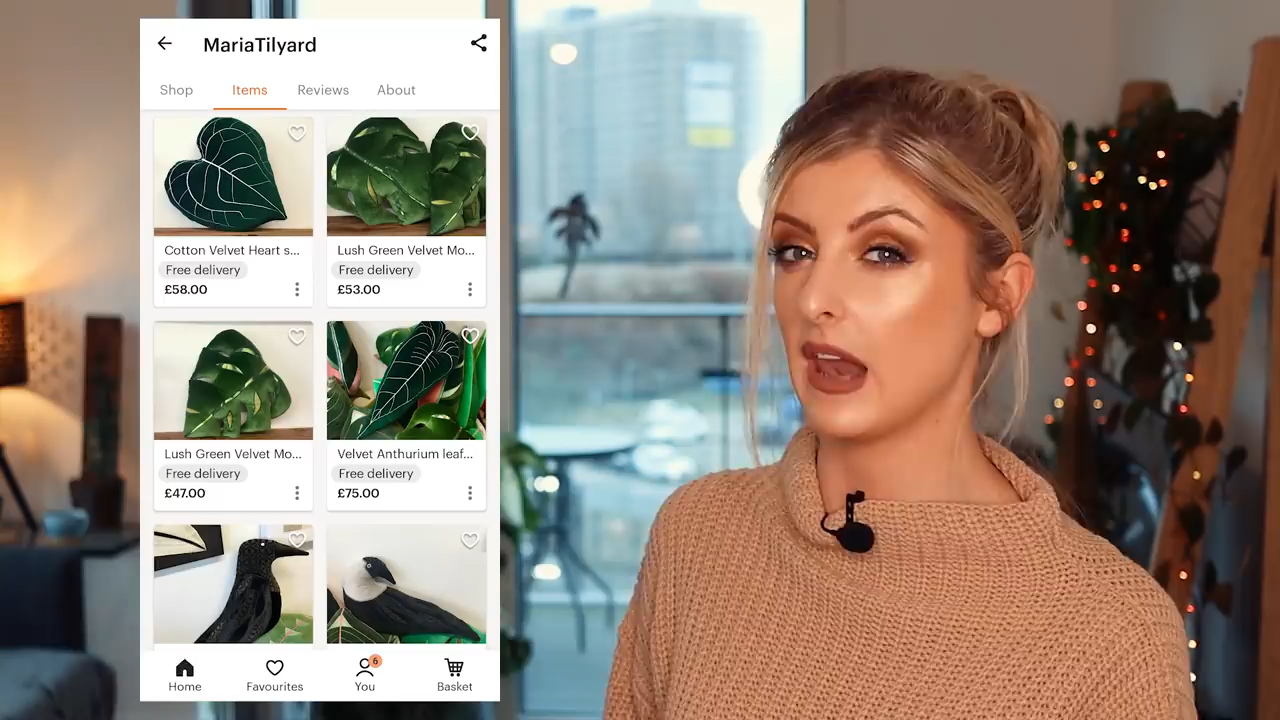 MariaTilyard
Shop Items Reviews About
Cotton Velvet Heart s... Lush Green Velvet Mo...
Free delivery Free delivery
£58.00 £53.00
Lush Green Velvet Mo... Velvet Anthurium leaf...
Free delivery Free delivery
£47.00 £75.00
6
Home Favourites You Basket